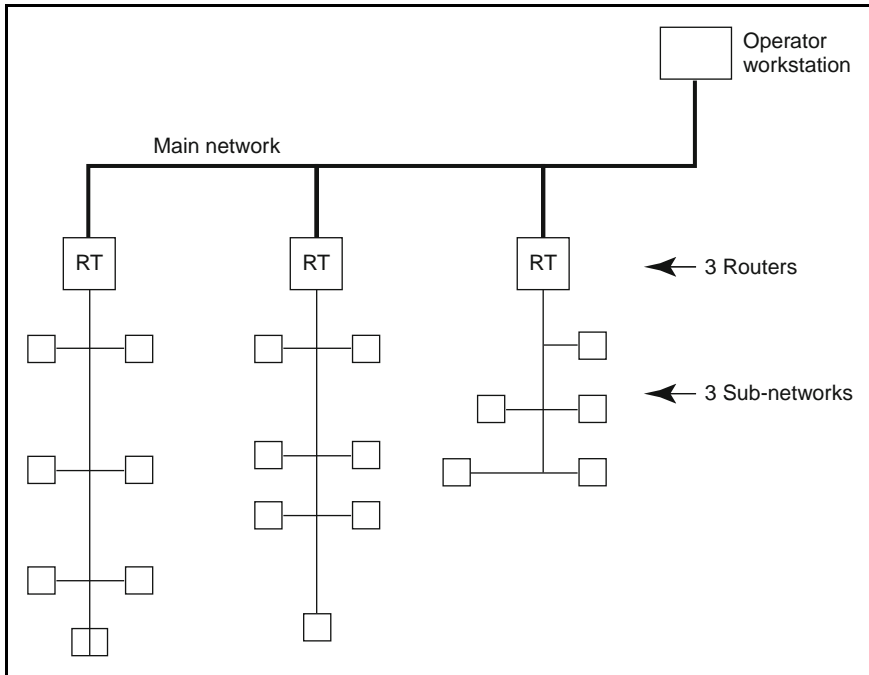 Operator
workstation
Main network
RT
RT
RT
3 Routers
3 Sub-networks